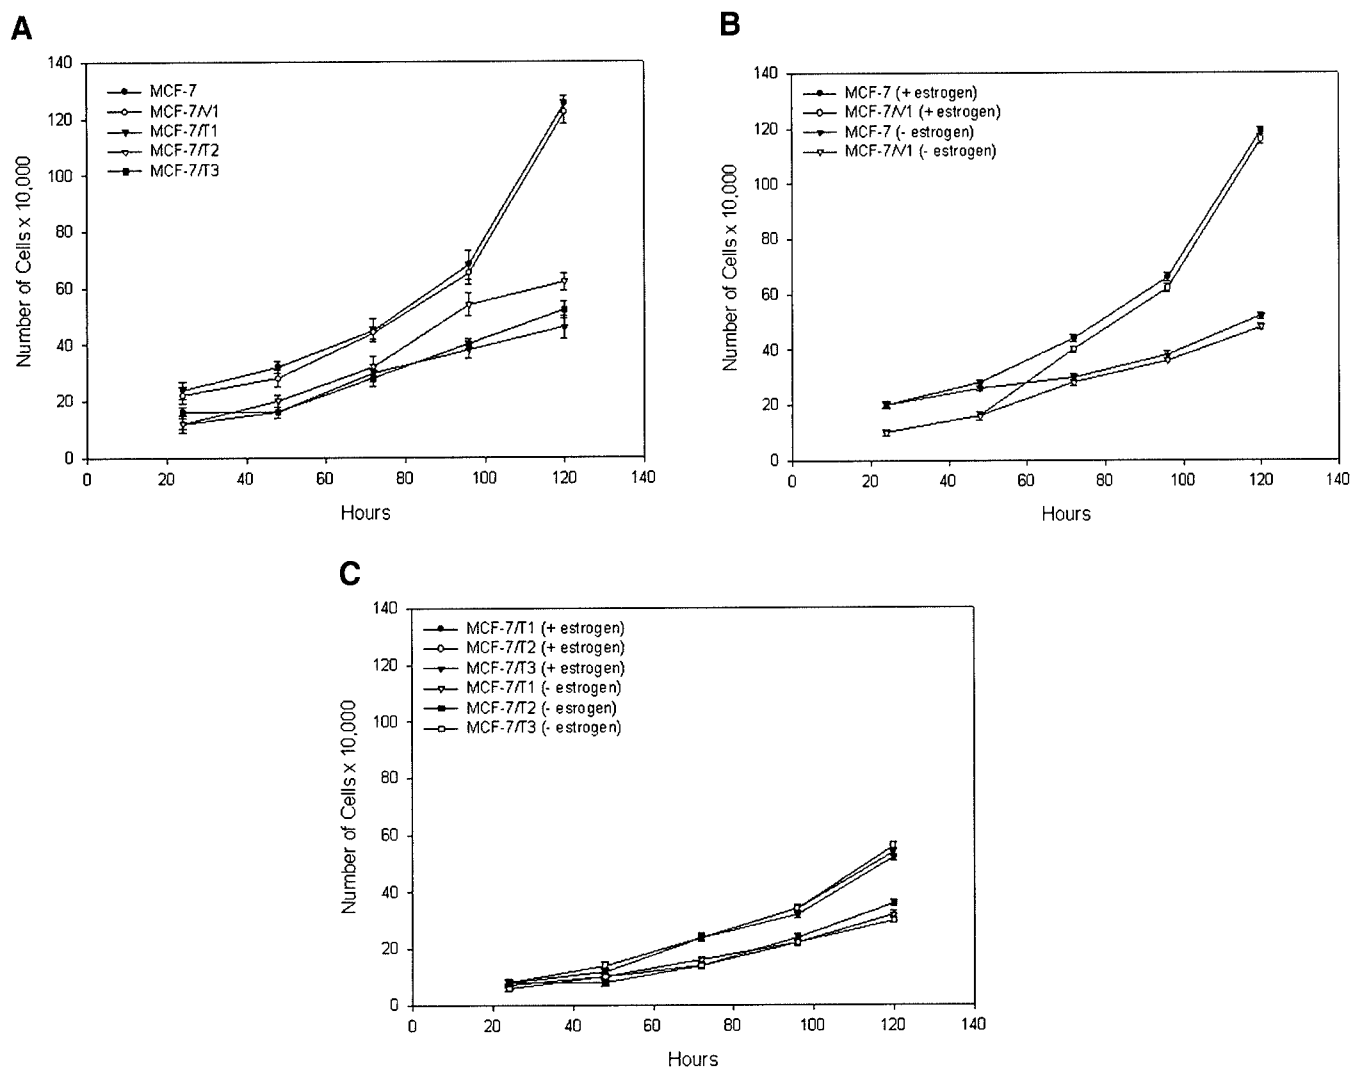 A
140
120
100
80
60
40
20
0
Number of Cells x 10,000
MCF-7
MCF-7/V1
MCF-7/T1
MCF-7/T2
MCF-7/T3
0 20 40 60 80 100 120 140
Hours
B
140
120
100
80
60
40
20
0
Number of Cells x 10,000
MCF-7 (+ estrogen)
MCF-7/V1 (+ estrogen)
MCF-7 (- estrogen)
MCF-7/V1 (- estrogen)
0 20 40 60 80 100 120 140
Hours
C
140
120
100
80
60
40
20
0
Number of Cells x 10,000
MCF-7/T1 (+ estrogen)
MCF-7/T2 (+ estrogen)
MCF-7/T3 (+ estrogen)
MCF-7/T1 (- estrogen)
MCF-7/T2 (- esrogen)
MCF-7/T3 (- estrogen)
0 20 40 60 80 100 120 140
Hours